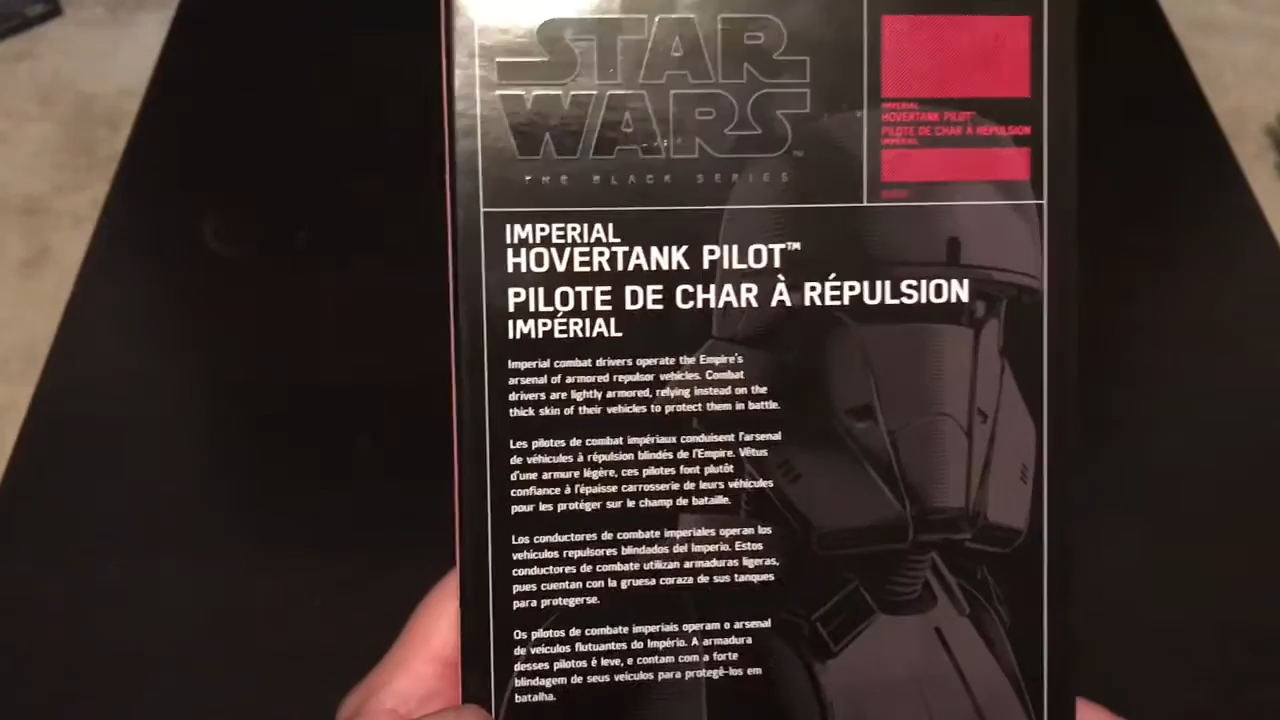 STAR
WARS
™
THE BLACK SERIES
IMPERIAL
HOVERTANK PILOT™
PILOTE DE CHAR À RÉPULSION
IMPÉRIAL
IMPERIAL
HOVERTANK PILOT™
PILOTE DE CHAR À RÉPULSION
IMPÉRIAL
Imperial combat drivers operate the Empire's
arsenal of armored repulsor vehicles. Combat
drivers are lightly armored, relying instead on the
thick skin of their vehicles to protect them in battle.
Les pilotes de combat impériaux conduisent l'arsenal
de véhicules à répulsion blindés de l'Empire. Vêtus
d'une armure légère, ces pilotes font plutôt
confiance à l'épaisse carrosserie de leurs véhicules
pour les protéger sur le champ de bataille.
Los conductores de combate imperiales operan los
vehículos repulsores blindados del Imperio. Estos
conductores de combate utilizan armaduras ligeras,
pues cuentan con la gruesa coraza de sus tanques
para protegerse.
Os pilotos de combate imperiais operam o arsenal
de veículos flutuantes do Império. A armadura
desses pilotos é leve, e contam com a forte
blindagem de seus veículos para protegê-los em
batalha.